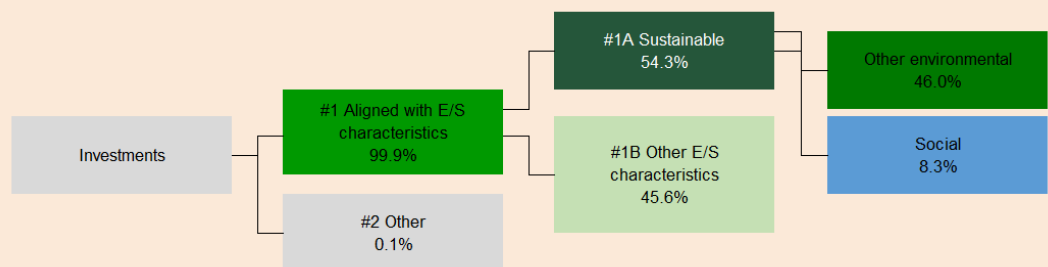 Investments
#1 Aligned with E/S
characteristics
99.9%
#2 Other
0.1%
#1A Sustainable
54.3%
#1B Other E/S
characteristics
45.6%
Other environmental
46.0%
Social
8.3%